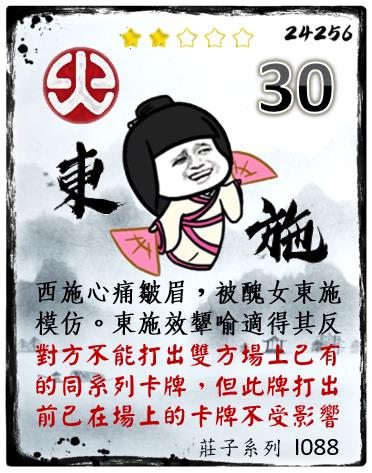 24256
火
30
東
施
西施心痛皺眉，被醜女東施
模仿。東施效顰喻適得其反
對方不能打出雙方場上已有
的同系列卡牌，但此牌打出
前已在場上的卡牌不受影響
莊子系列 I088